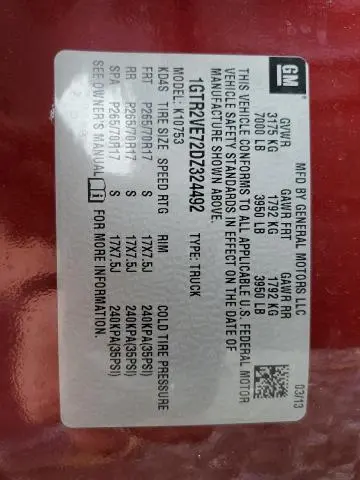 GM
MFD BY GENERAL MOTORS LLC
03/13
GVWR GAWR FRT GAWR RR
3175 KG 1792 KG 1792 KG
7000 LB 3950 LB 3950 LB
THIS VEHICLE CONFORMS TO ALL APPLICABLE U.S. FEDERAL MOTOR
VEHICLE SAFETY STANDARDS IN EFFECT ON THE DATE OF
MANUFACTURE SHOWN ABOVE.
1GTR2VE72DZ324492 TYPE: TRUCK
MODEL: K10753
KD4S TIRE SIZE SPEED RTG RIM COLD TIRE PRESSURE
FRT P265/70R17 S 17X7.5J 240KPA(35PSI)
RR P265/70R17 S 17X7.5J 240KPA(35PSI)
SPA P265/70R17 S 17X7.5J 240KPA(35PSI)
SEE OWNER'S MANUAL i